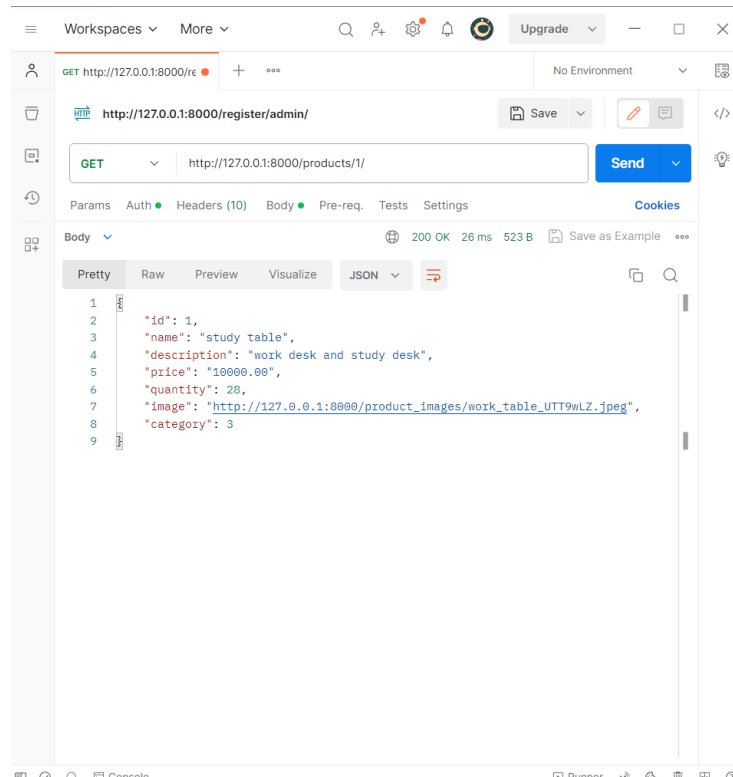 Workspaces More Upgrade
GET http://127.0.0.1:8000/re No Environment
HTTP http://127.0.0.1:8000/register/admin/ Save
GET http://127.0.0.1:8000/products/1/ Send
Params Auth Headers (10) Body Pre-req. Tests Settings Cookies
Body 200 OK 26 ms 523 B Save as Example
Pretty Raw Preview Visualize JSON
1 {
2 "id": 1,
3 "name": "study table",
4 "description": "work desk and study desk",
5 "price": "10000.00",
6 "quantity": 28,
7 "image": "http://127.0.0.1:8000/product_images/work_table_UTT9wLZ.jpeg",
8 "category": 3
9 }
Console Runner